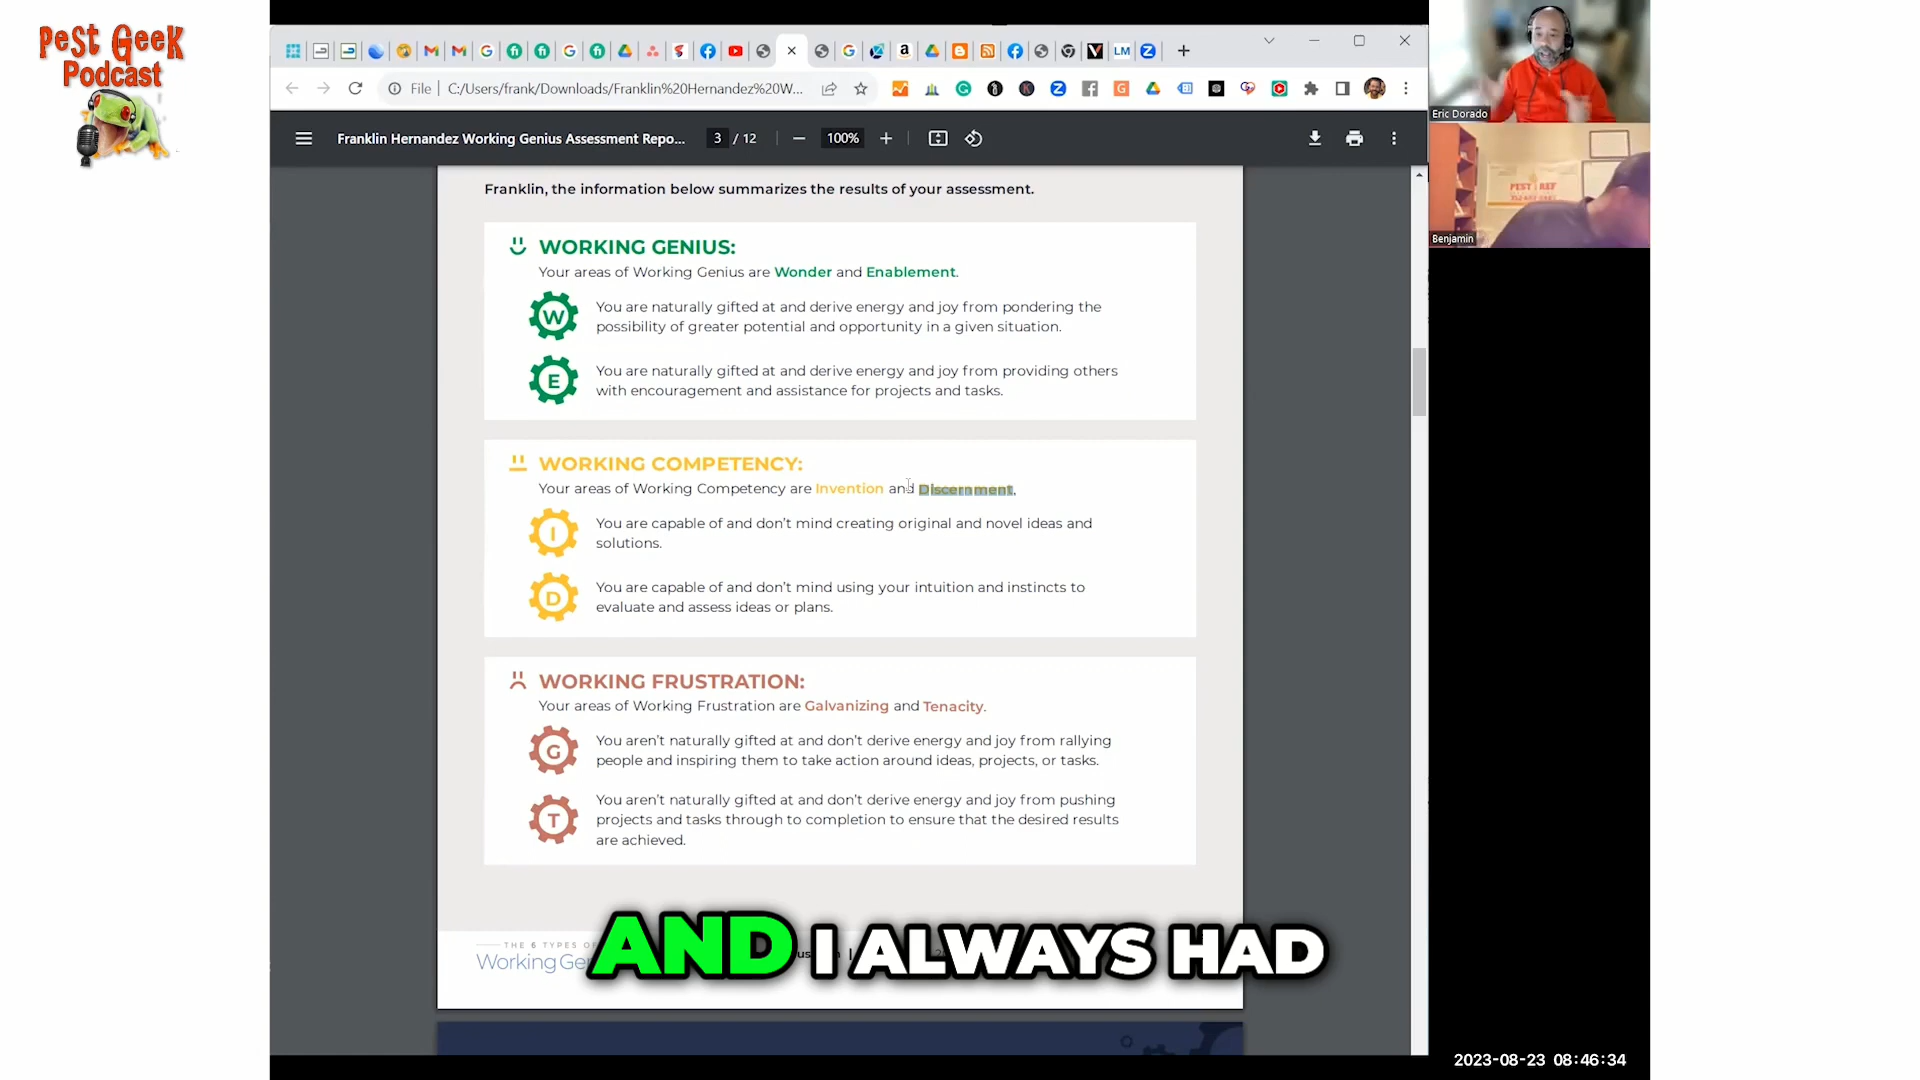 PeST GeeK
PodcasT
File
C:/Users/frank/Downloads/Franklin%20Hernandez%20W...
Franklin Hernandez Working Genius Assessment Repo...
3 / 12
100%
Eric Dorado
Benjamin
Franklin, the information below summarizes the results of your assessment.
WORKING GENIUS:
Your areas of Working Genius are Wonder and Enablement.
W
You are naturally gifted at and derive energy and joy from pondering the
possibility of greater potential and opportunity in a given situation.
E
You are naturally gifted at and derive energy and joy from providing others
with encouragement and assistance for projects and tasks.
WORKING COMPETENCY:
Your areas of Working Competency are Invention and Discernment.
I
You are capable of and don't mind creating original and novel ideas and
solutions.
D
You are capable of and don't mind using your intuition and instincts to
evaluate and assess ideas or plans.
WORKING FRUSTRATION:
Your areas of Working Frustration are Galvanizing and Tenacity.
G
You aren't naturally gifted at and don't derive energy and joy from rallying
people and inspiring them to take action around ideas, projects, or tasks.
T
You aren't naturally gifted at and don't derive energy and joy from pushing
projects and tasks through to completion to ensure that the desired results
are achieved.
THE 6 TYPES OF
Working Ge
AND I ALWAYS HAD
2023-08-23 08:46:34